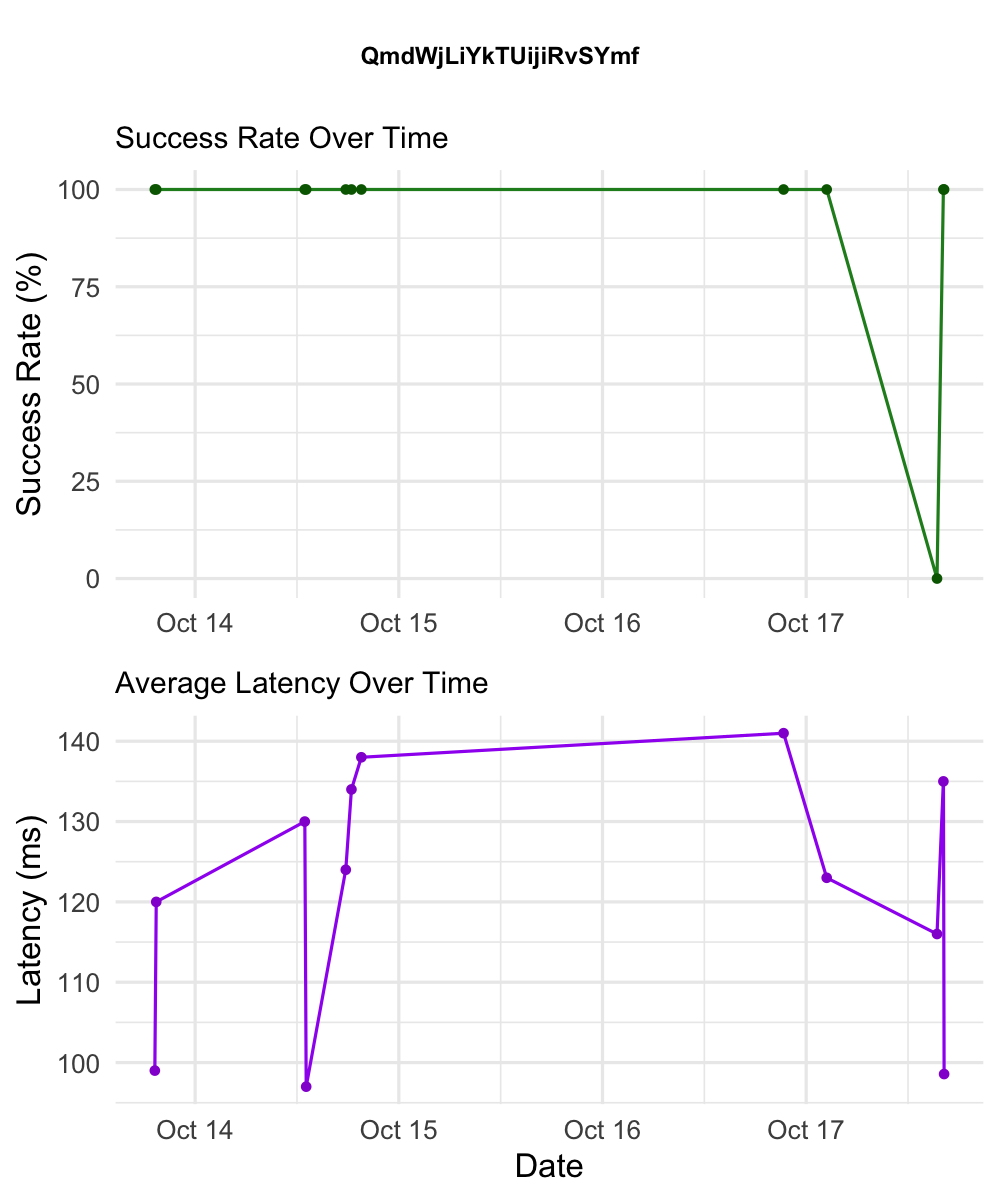 QmdWjLiYkTUijiRvSYmf
Success Rate Over Time
Success Rate (%)
100
75
50
25
0
Oct 14 Oct 15 Oct 16 Oct 17
Average Latency Over Time
Latency (ms)
140
130
120
110
100
Oct 14 Oct 15 Oct 16 Oct 17
Date